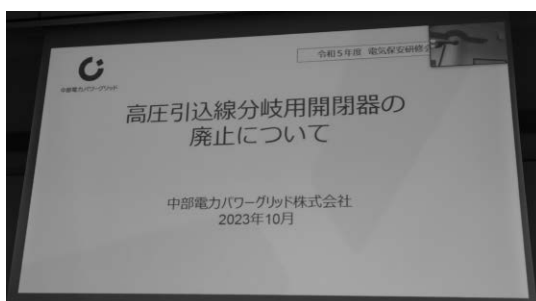 令和5年度 電気保安研修会
中部電力パワーグリッド
高圧引込線分岐用開閉器の
廃止について
中部電力パワーグリッド株式会社
2023年10月